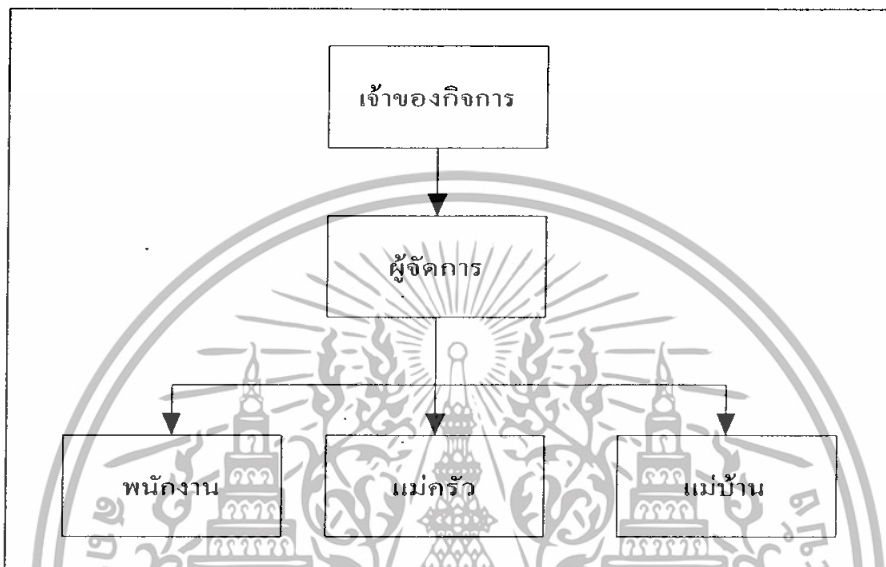 เจ้าของกิจการ
ผู้จัดการ
พนักงาน
แม่ครัว
แม่บ้าน